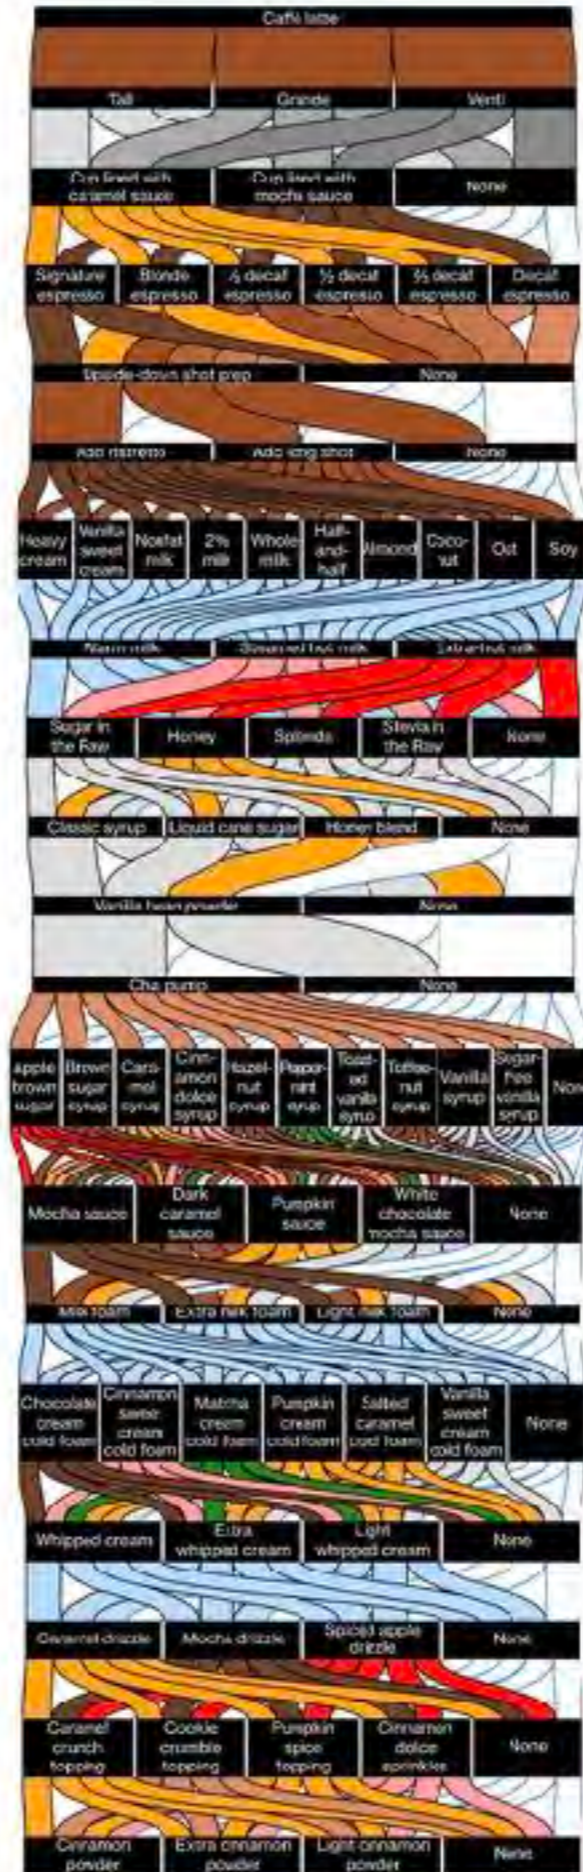 Caffè latte
Tall Grande Venti
Cup lined with caramel sauce
Cup lined with mocha sauce
None
Signature espresso
Blonde espresso
⅓ decaf espresso
½ decaf espresso
⅔ decaf espresso
Decaf espresso
Upside-down shot prep
None
Add ristretto
Add long shot
None
Heavy cream
Vanilla sweet cream
Nonfat milk
2% milk
Whole milk
Half-and-half
Almond
Coco-nut
Oat
Soy
Warm milk
Steamed hot milk
Extra hot milk
Sugar in the Raw
Honey
Splenda
Stevia in the Raw
None
Classic syrup
Liquid cane sugar
Honey blend
None
Vanilla bean powder
None
Chai pump
None
Apple brown sugar
Brown sugar syrup
Cara-mel syrup
Cinn-amon dolce syrup
Hazel-nut syrup
Pepper-mint syrup
Toast-ed vanilla syrup
Toffee-nut syrup
Vanilla syrup
Sugar-free vanilla syrup
None
Mocha sauce
Dark caramel sauce
Pumpkin sauce
White chocolate mocha sauce
None
Milk foam
Extra milk foam
Light milk foam
None
Chocolate cream cold foam
Cinnamon sweet cream cold foam
Matcha cream cold foam
Pumpkin cream cold foam
Salted caramel cold foam
Vanilla sweet cream cold foam
None
Whipped cream
Extra whipped cream
Light whipped cream
None
Caramel drizzle
Mocha drizzle
Spiced apple drizzle
None
Caramel crunch topping
Cookie crumble topping
Pumpkin spice topping
Cinnamon dolce sprinkles
None
Cinnamon powder
Extra cinnamon powder
Light cinnamon powder
None